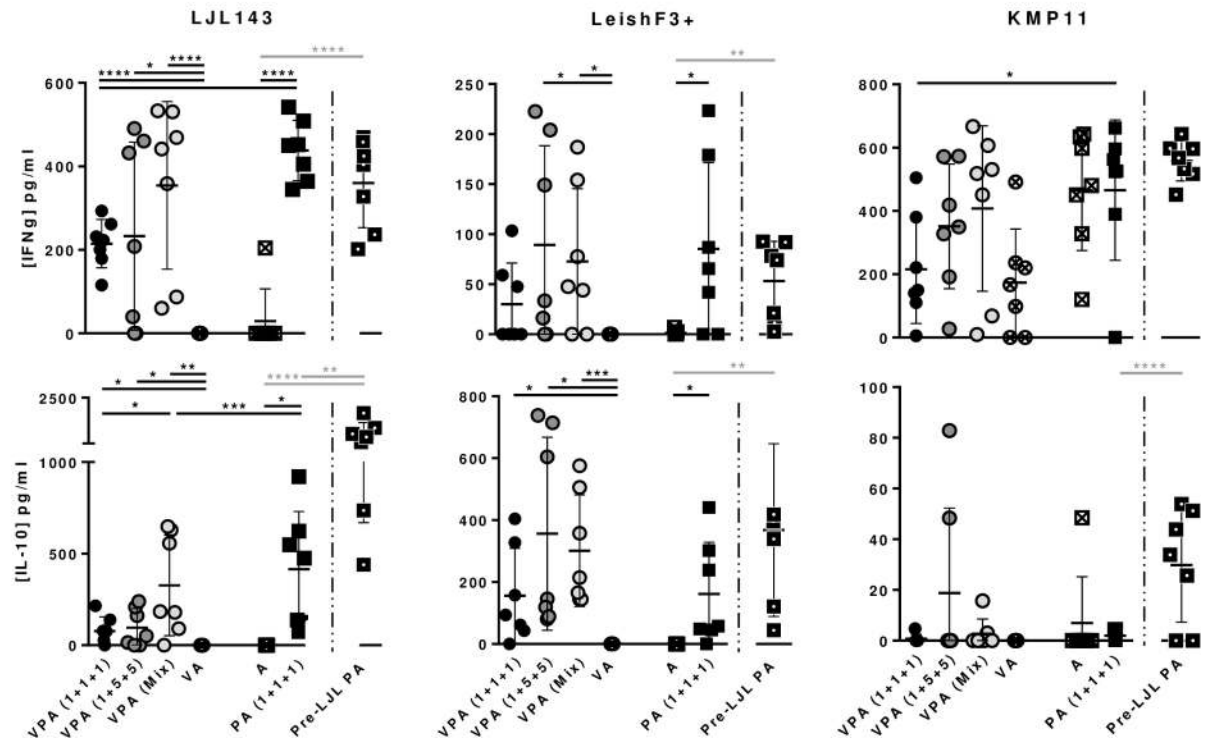 LJL143 LeishF3+ KMP11
**** * **** **** ****
* * * **
*
[IFNg] pg/ml
600 400 200 0
250 200 150 100 50 0
800 600 400 200 0
* * ** **** **
* *** *
* * *** * **
****
[IL-10] pg/ml
2500 1000 500 0
800 600 400 200 0
100 80 60 40 20 0
VPA (1+1+1) VPA (1+5+5) VPA (Mix) VA A PA (1+1+1) Pre-LJL PA
VPA (1+1+1) VPA (1+5+5) VPA (Mix) VA A PA (1+1+1) Pre-LJL PA
VPA (1+1+1) VPA (1+5+5) VPA (Mix) VA A PA (1+1+1) Pre-LJL PA